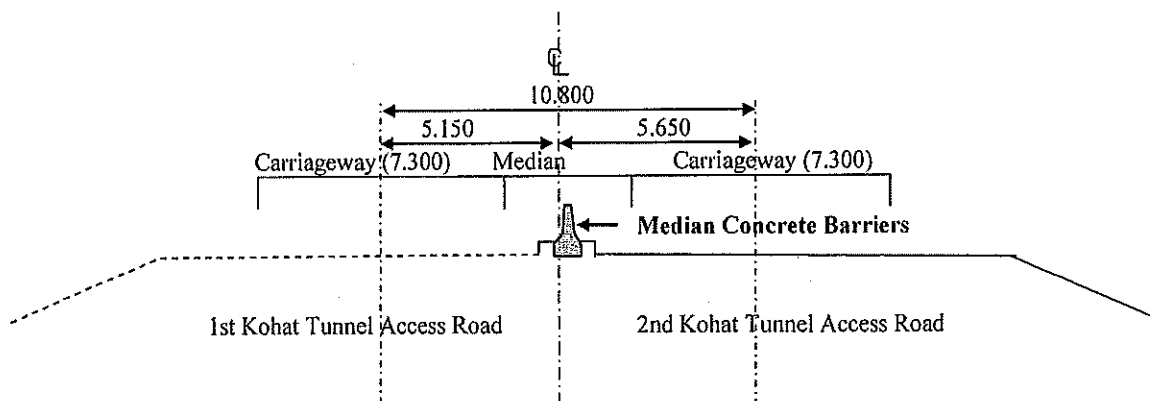 CL
10.800
5.150 5.650
Carriageway (7.300) Median Carriageway (7.300)
Median Concrete Barriers
1st Kohat Tunnel Access Road 2nd Kohat Tunnel Access Road